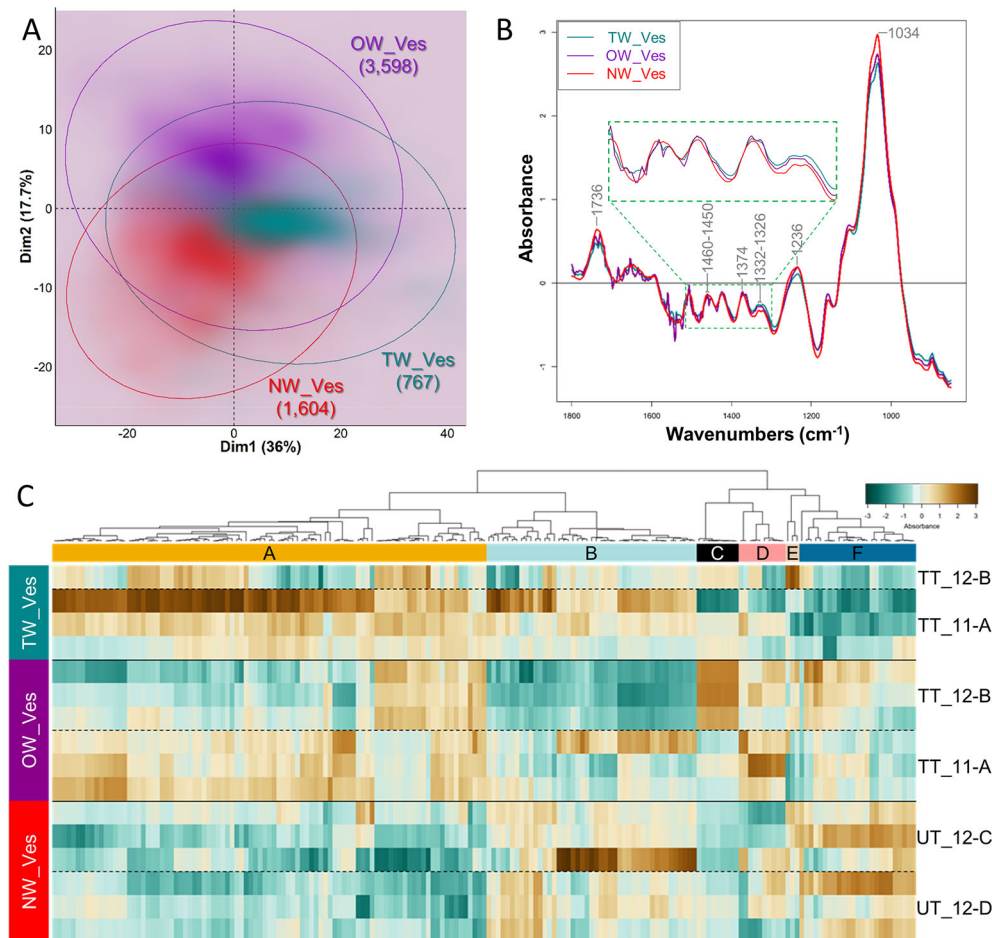 A
OW_Ves
(3,598)
TW_Ves
(767)
NW_Ves
(1,604)
20
10
0
-10
-20
Dim2 (17.7%)
-20
0
20
40
Dim1 (36%)
B
TW_Ves
OW_Ves
NW_Ves
1736
1460-1450
1374
1332-1326
1236
1034
3
2
1
0
-1
Absorbance
1800
1600
1400
1200
1000
Wavenumbers (cm-1)
C
-3 -2 -1 0 1 2 3
Absorbance
A B C D E F
TW_Ves
OW_Ves
NW_Ves
TT_12-B
TT_11-A
TT_12-B
TT_11-A
UT_12-C
UT_12-D